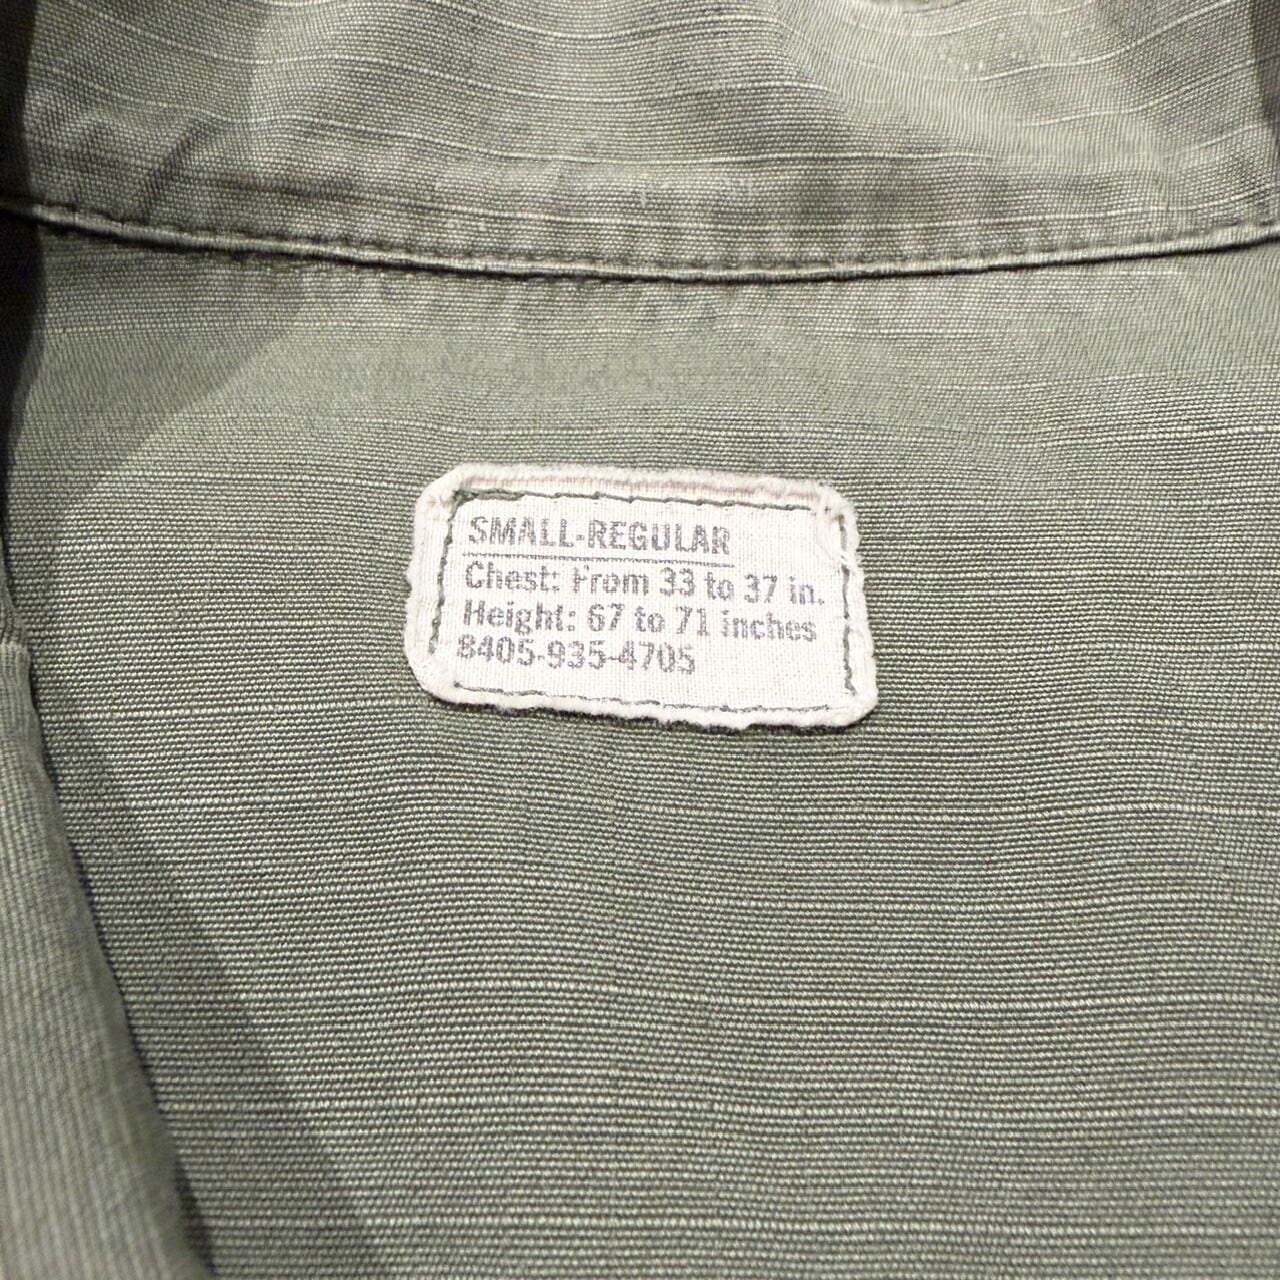 SMALL-REGULAR
Chest: From 33 to 37 in.
Height: 67 to 71 inches
8405-935-4705